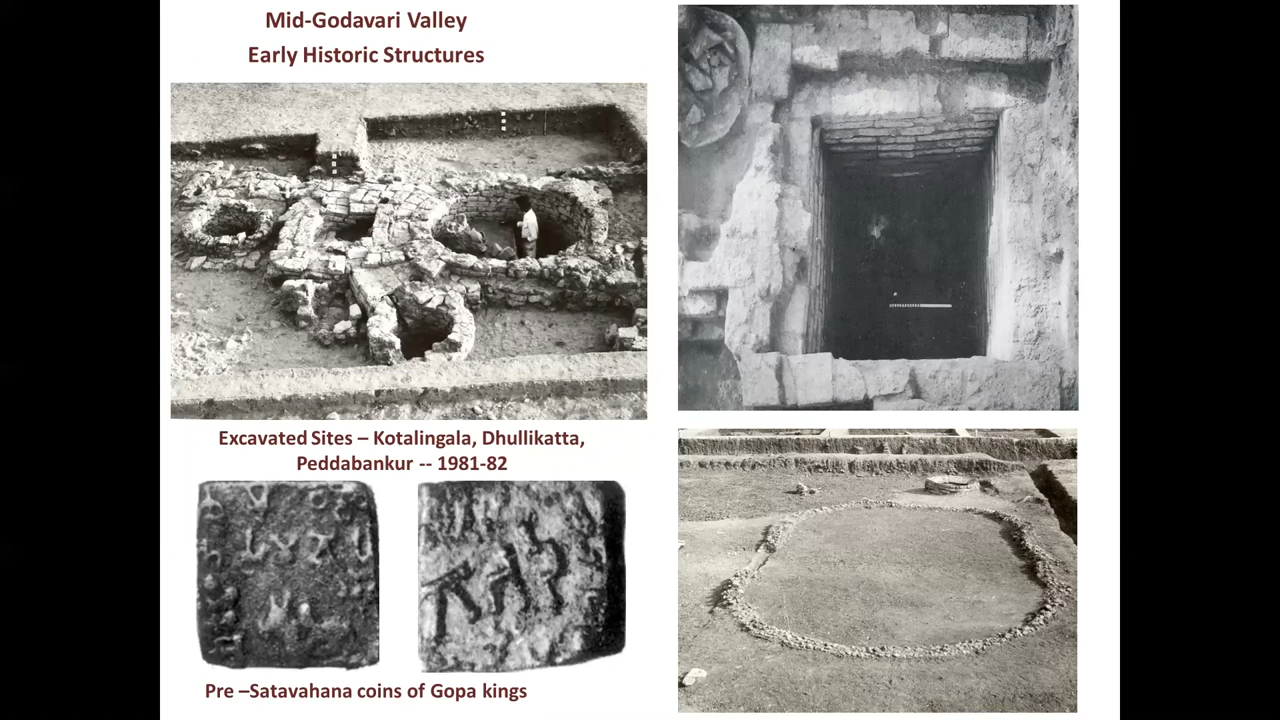 Mid-Godavari Valley
Early Historic Structures
Excavated Sites – Kotalingala, Dhullikatta,
Peddabankur -- 1981-82
Pre –Satavahana coins of Gopa kings